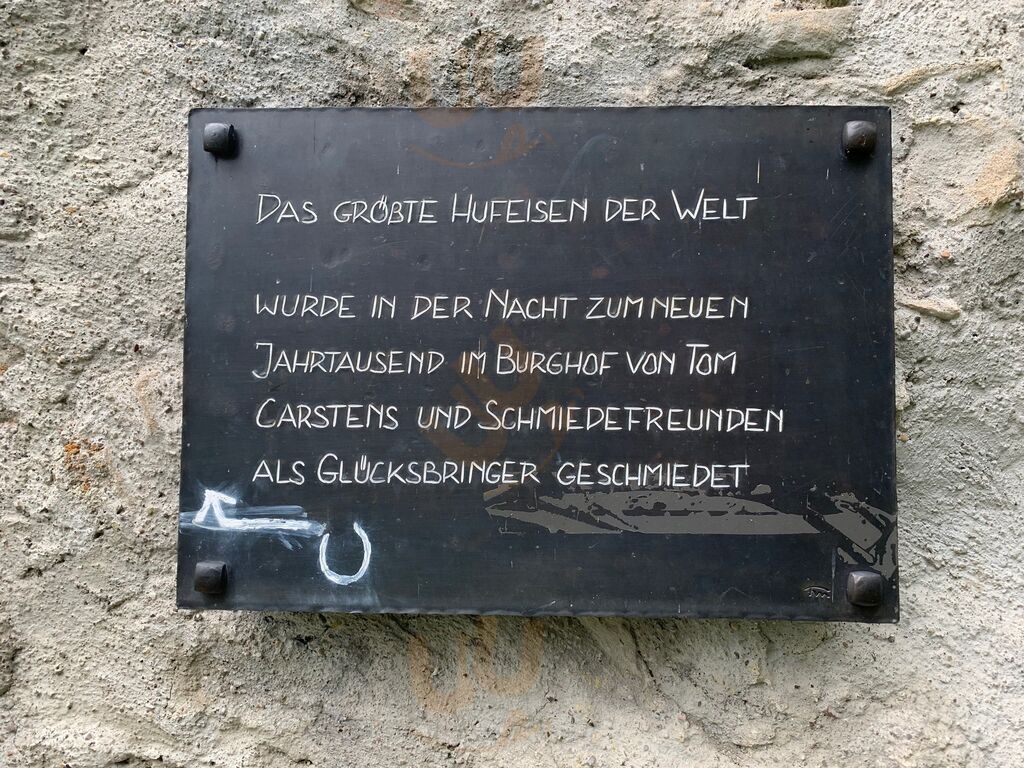 Das größte Hufeisen der Welt
wurde in der Nacht zum neuen
Jahrtausend im Burghof von Tom
Carstens und Schmiedefreunden
als Glücksbringer geschmiedet